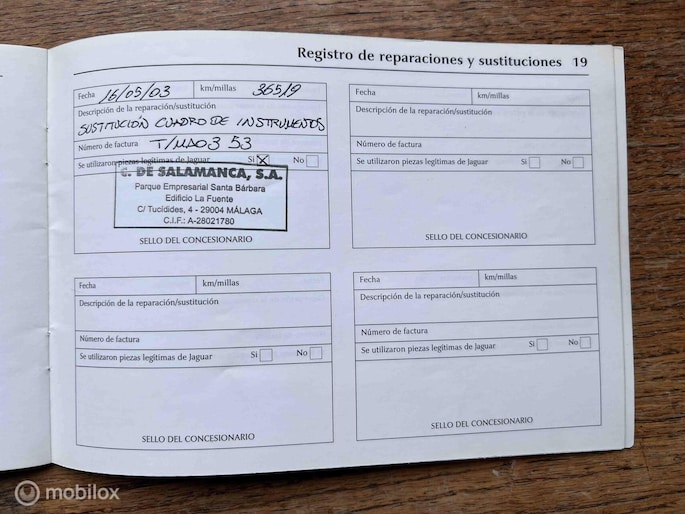 Registro de reparaciones y sustituciones 19
Fecha 16/05/03 km/millas 36519
Descripción de la reparación/sustitución
SUSTITUCIÓN CUADRO DE INSTRUMENTOS
Número de factura T/MA03 53
Se utilizaron piezas legítimas de Jaguar Si No
C. DE SALAMANCA, S.A.
Parque Empresarial Santa Bárbara
Edificio La Fuente
C/ Tucídides, 4 - 29004 MÁLAGA
C.I.F.: A-28021780
SELLO DEL CONCESIONARIO
Fecha km/millas
Descripción de la reparación/sustitución
Número de factura
Se utilizaron piezas legítimas de Jaguar Si No
SELLO DEL CONCESIONARIO
Fecha km/millas
Descripción de la reparación/sustitución
Número de factura
Se utilizaron piezas legítimas de Jaguar Si No
SELLO DEL CONCESIONARIO
Fecha km/millas
Descripción de la reparación/sustitución
Número de factura
Se utilizaron piezas legítimas de Jaguar Si No
SELLO DEL CONCESIONARIO
mobilox